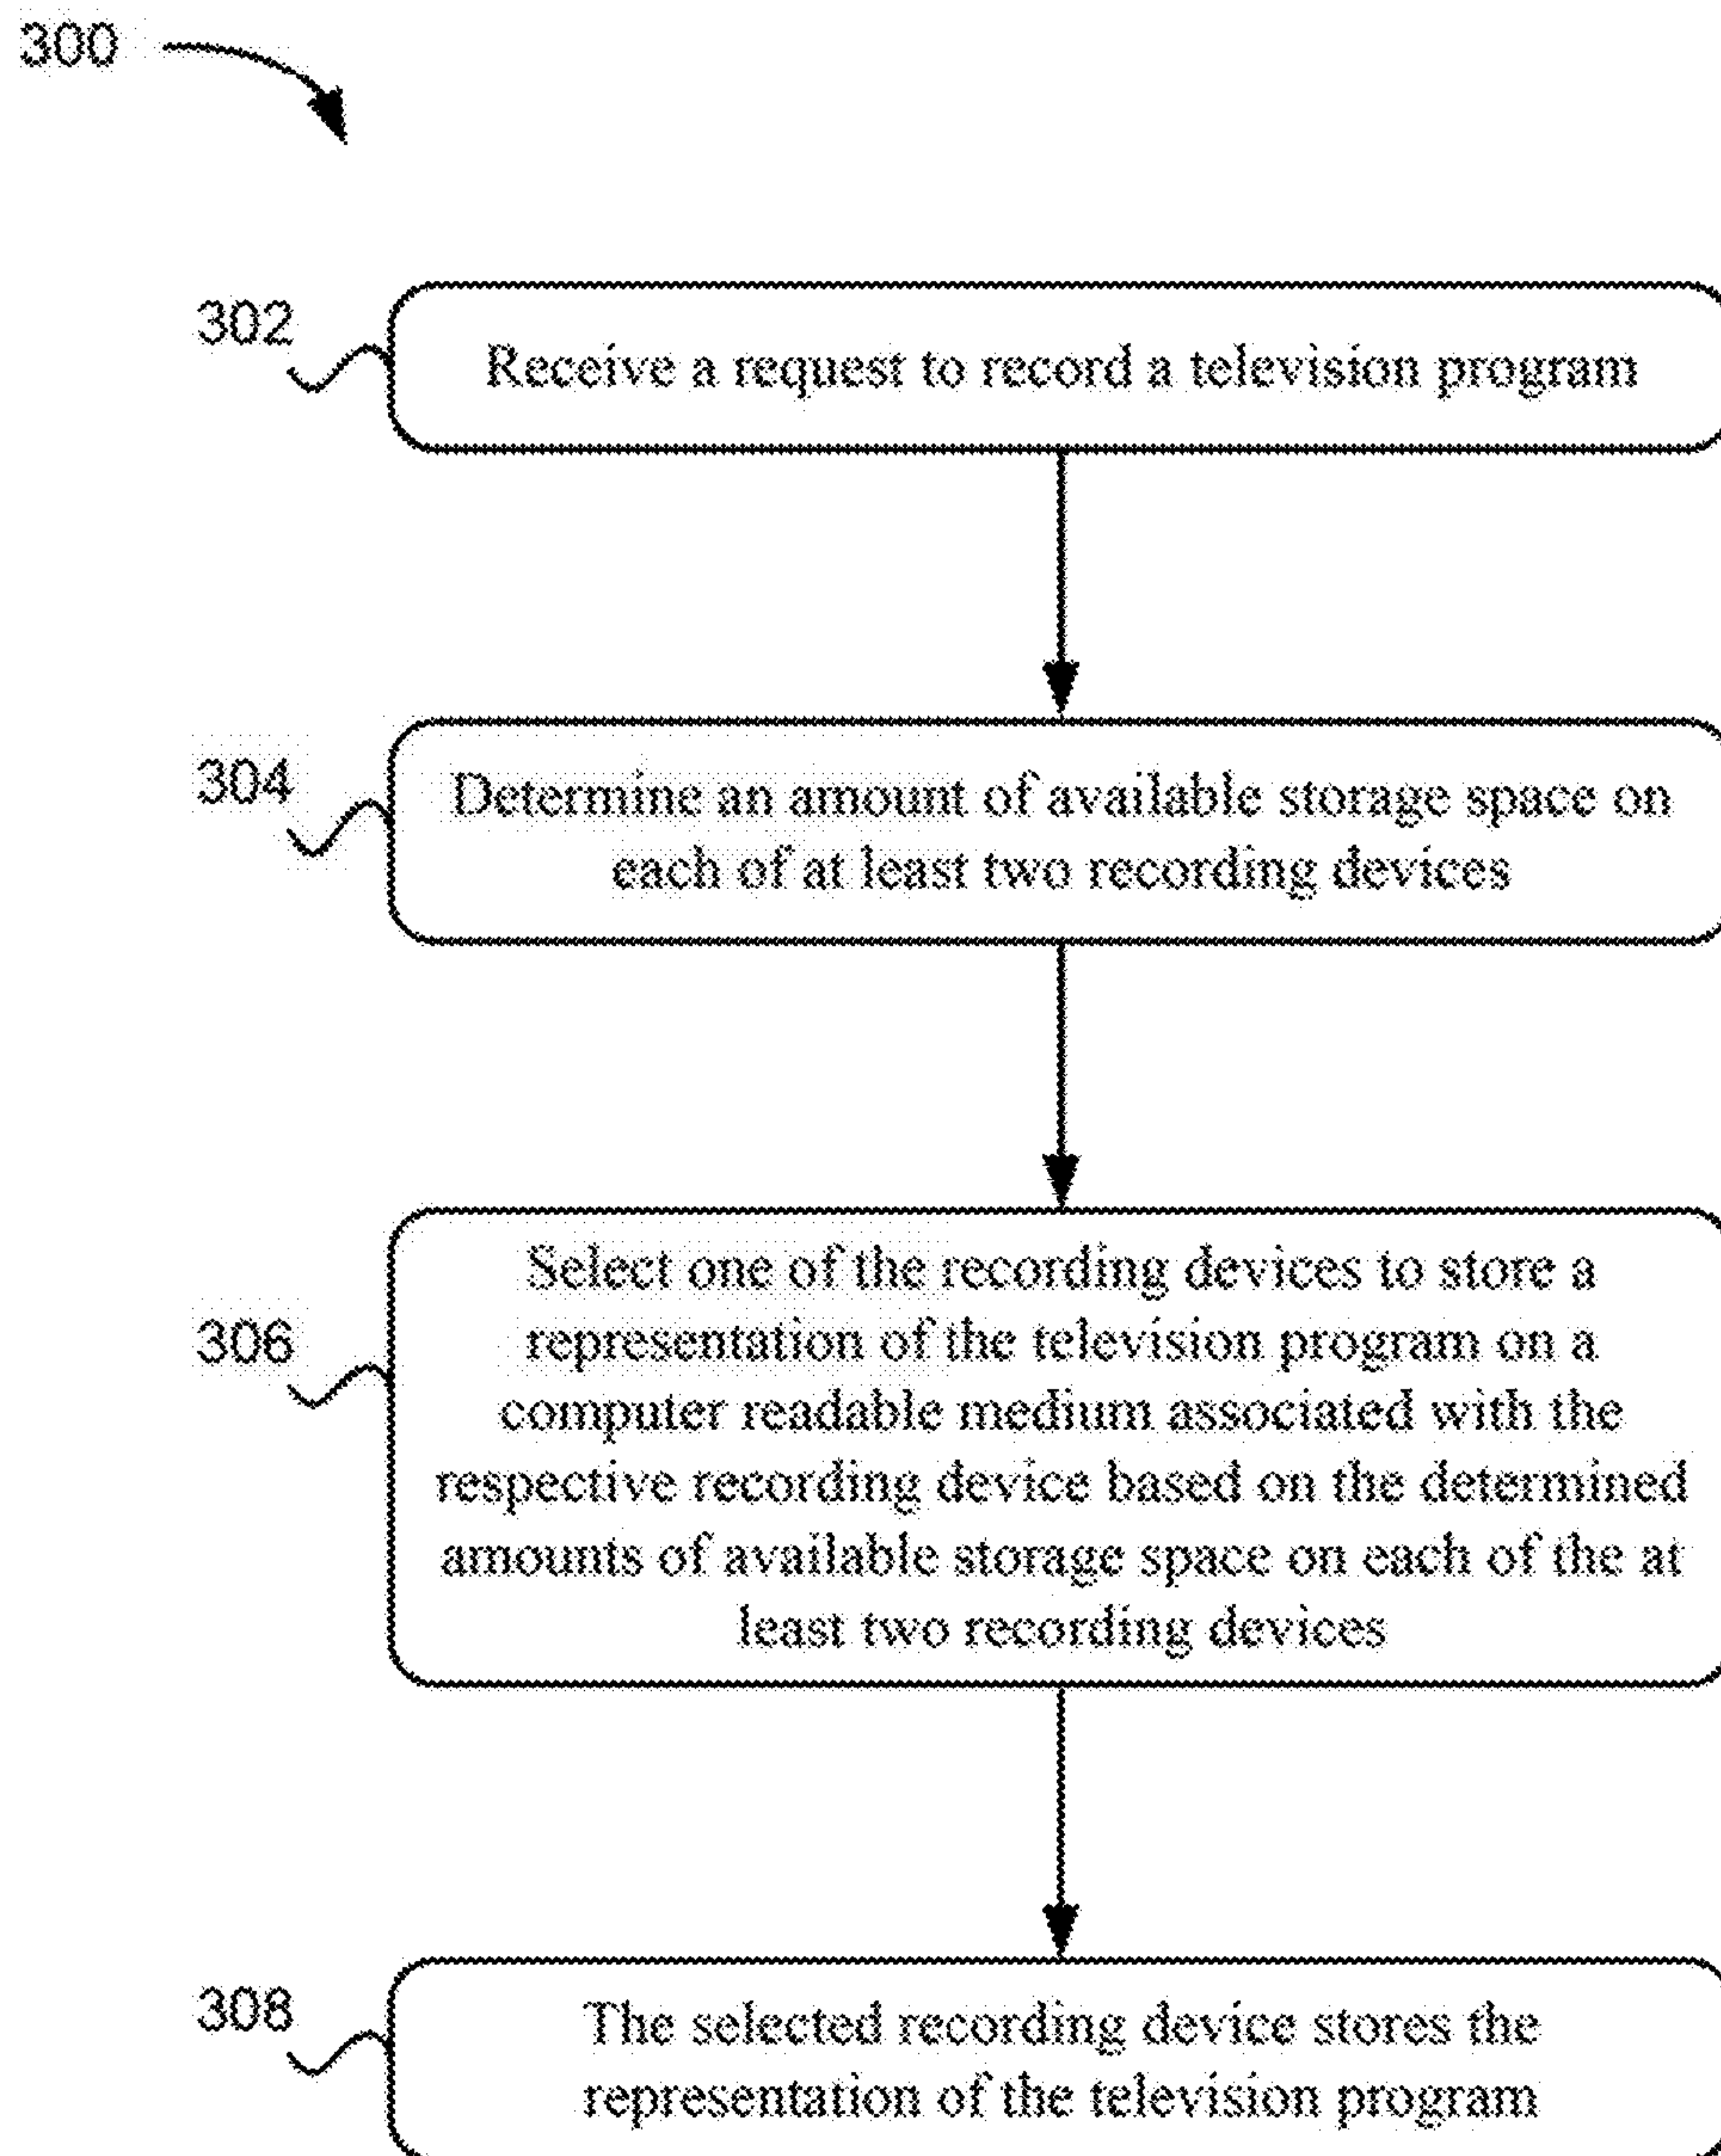 300
302
Receive a request to record a television program
304
Determine an amount of available storage space on
each of at least two recording devices
306
Select one of the recording devices to store a
representation of the television program on a
computer readable medium associated with the
respective recording device based on the determined
amounts of available storage space on each of the at
least two recording devices
308
The selected recording device stores the
representation of the television program